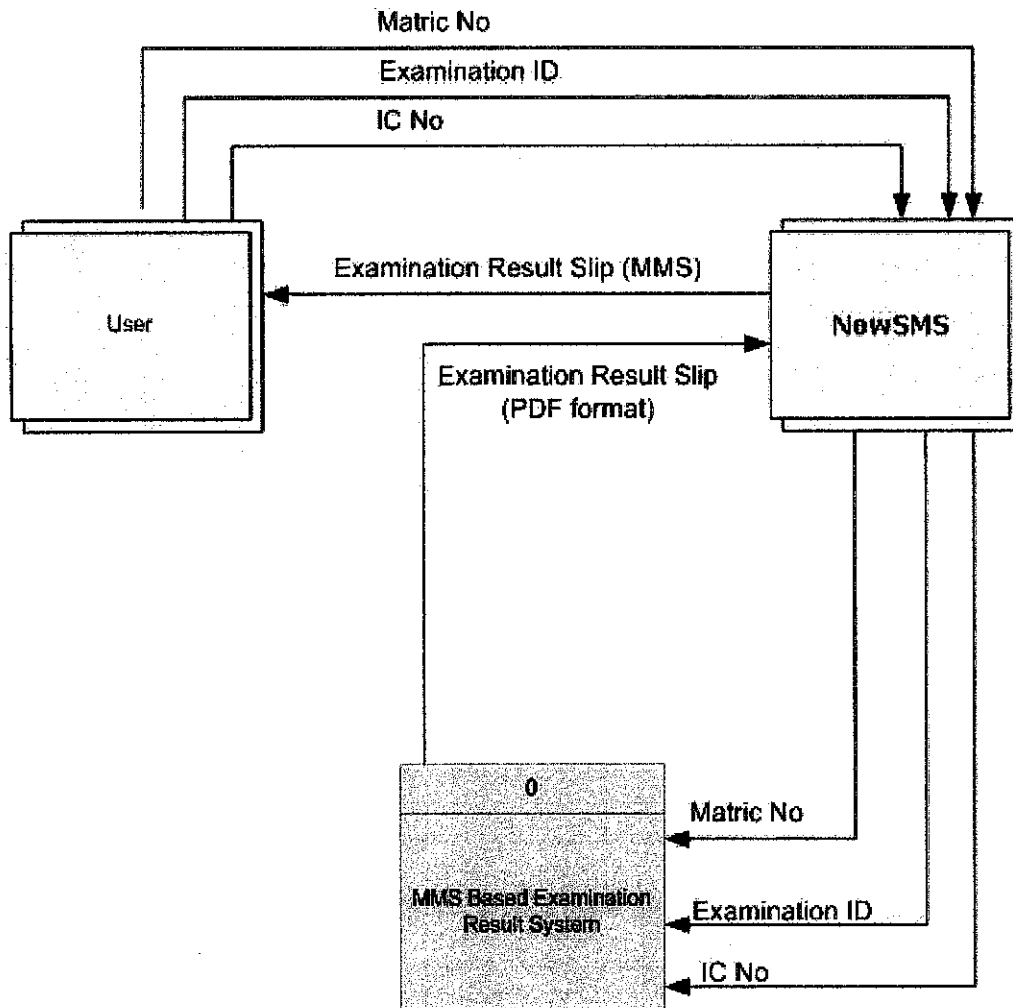 Matric No
Examination ID
IC No
Examination Result Slip (MMS)
User
NowSMS
Examination Result Slip
(PDF format)
0
Matric No
MMS Based Examination
Result System
Examination ID
IC No